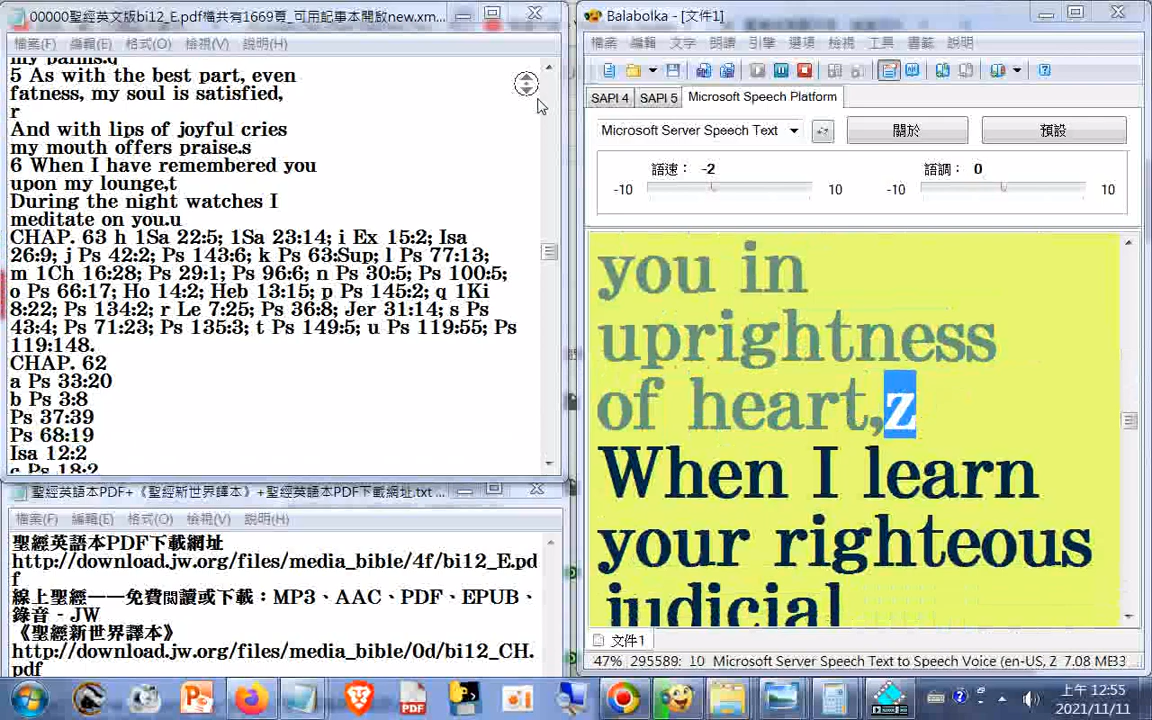 00000聖經英文版bi12_E.pdf檔共有1669頁_可用記事本開啟new.xm...
檔案(F) 編輯(E) 格式(O) 檢視(V) 說明(H)
my palms.q
5 As with the best part, even
fatness, my soul is satisfied,
r
And with lips of joyful cries
my mouth offers praise.s
6 When I have remembered you
upon my lounge,t
During the night watches I
meditate on you.u
CHAP. 63 h 1Sa 22:5; 1Sa 23:14; i Ex 15:2; Isa
26:9; j Ps 42:2; Ps 143:6; k Ps 63:Sup; l Ps 77:13;
m 1Ch 16:28; Ps 29:1; Ps 96:6; n Ps 30:5; Ps 100:5;
o Ps 66:17; Ho 14:2; Heb 13:15; p Ps 145:2; q 1Ki
8:22; Ps 134:2; r Le 7:25; Ps 36:8; Jer 31:14; s Ps
43:4; Ps 71:23; Ps 135:3; t Ps 149:5; u Ps 119:55; Ps
119:148.
CHAP. 62
a Ps 33:20
b Ps 3:8
Ps 37:39
Ps 68:19
Isa 12:2
c Ps 18:2
聖經英語本PDF+《聖經新世界譯本》+聖經英語本PDF下載網址.txt ...
檔案(F) 編輯(E) 格式(O) 檢視(V) 說明(H)
聖經英語本PDF下載網址
http://download.jw.org/files/media_bible/4f/bi12_E.pd
f
線上聖經──免費閱讀或下載：MP3、AAC、PDF、EPUB、
錄音 - JW
《聖經新世界譯本》
http://download.jw.org/files/media_bible/0d/bi12_CH.
pdf
Balabolka - [文件1]
檔案 編輯 文字 朗讀 引擎 選項 檢視 工具 書籤 說明
SAPI 4 SAPI 5 Microsoft Speech Platform
Microsoft Server Speech Text 關於 預設
語速： -2 語調： 0
-10 10 -10 10
you in
uprightness
of heart,z
When I learn
your righteous
judicial
文件1
47% 295589: 10 Microsoft Server Speech Text to Speech Voice (en-US, Z 7.08 MB
上午 12:55
2021/11/11